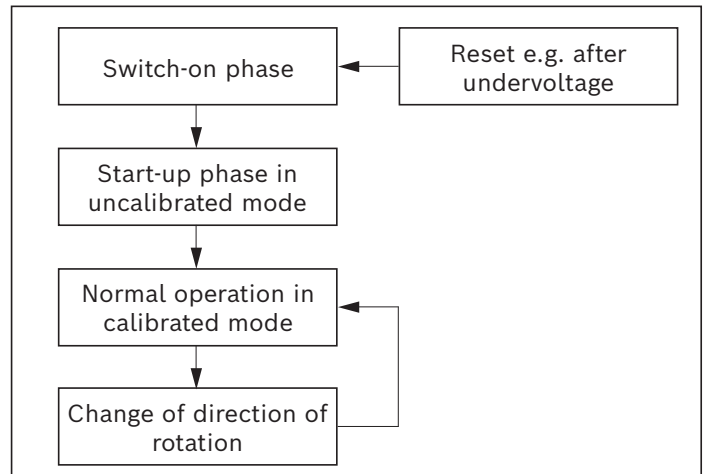 Switch-on phase
Reset e.g. after
undervoltage
Start-up phase in
uncalibrated mode
Normal operation in
calibrated mode
Change of direction of
rotation